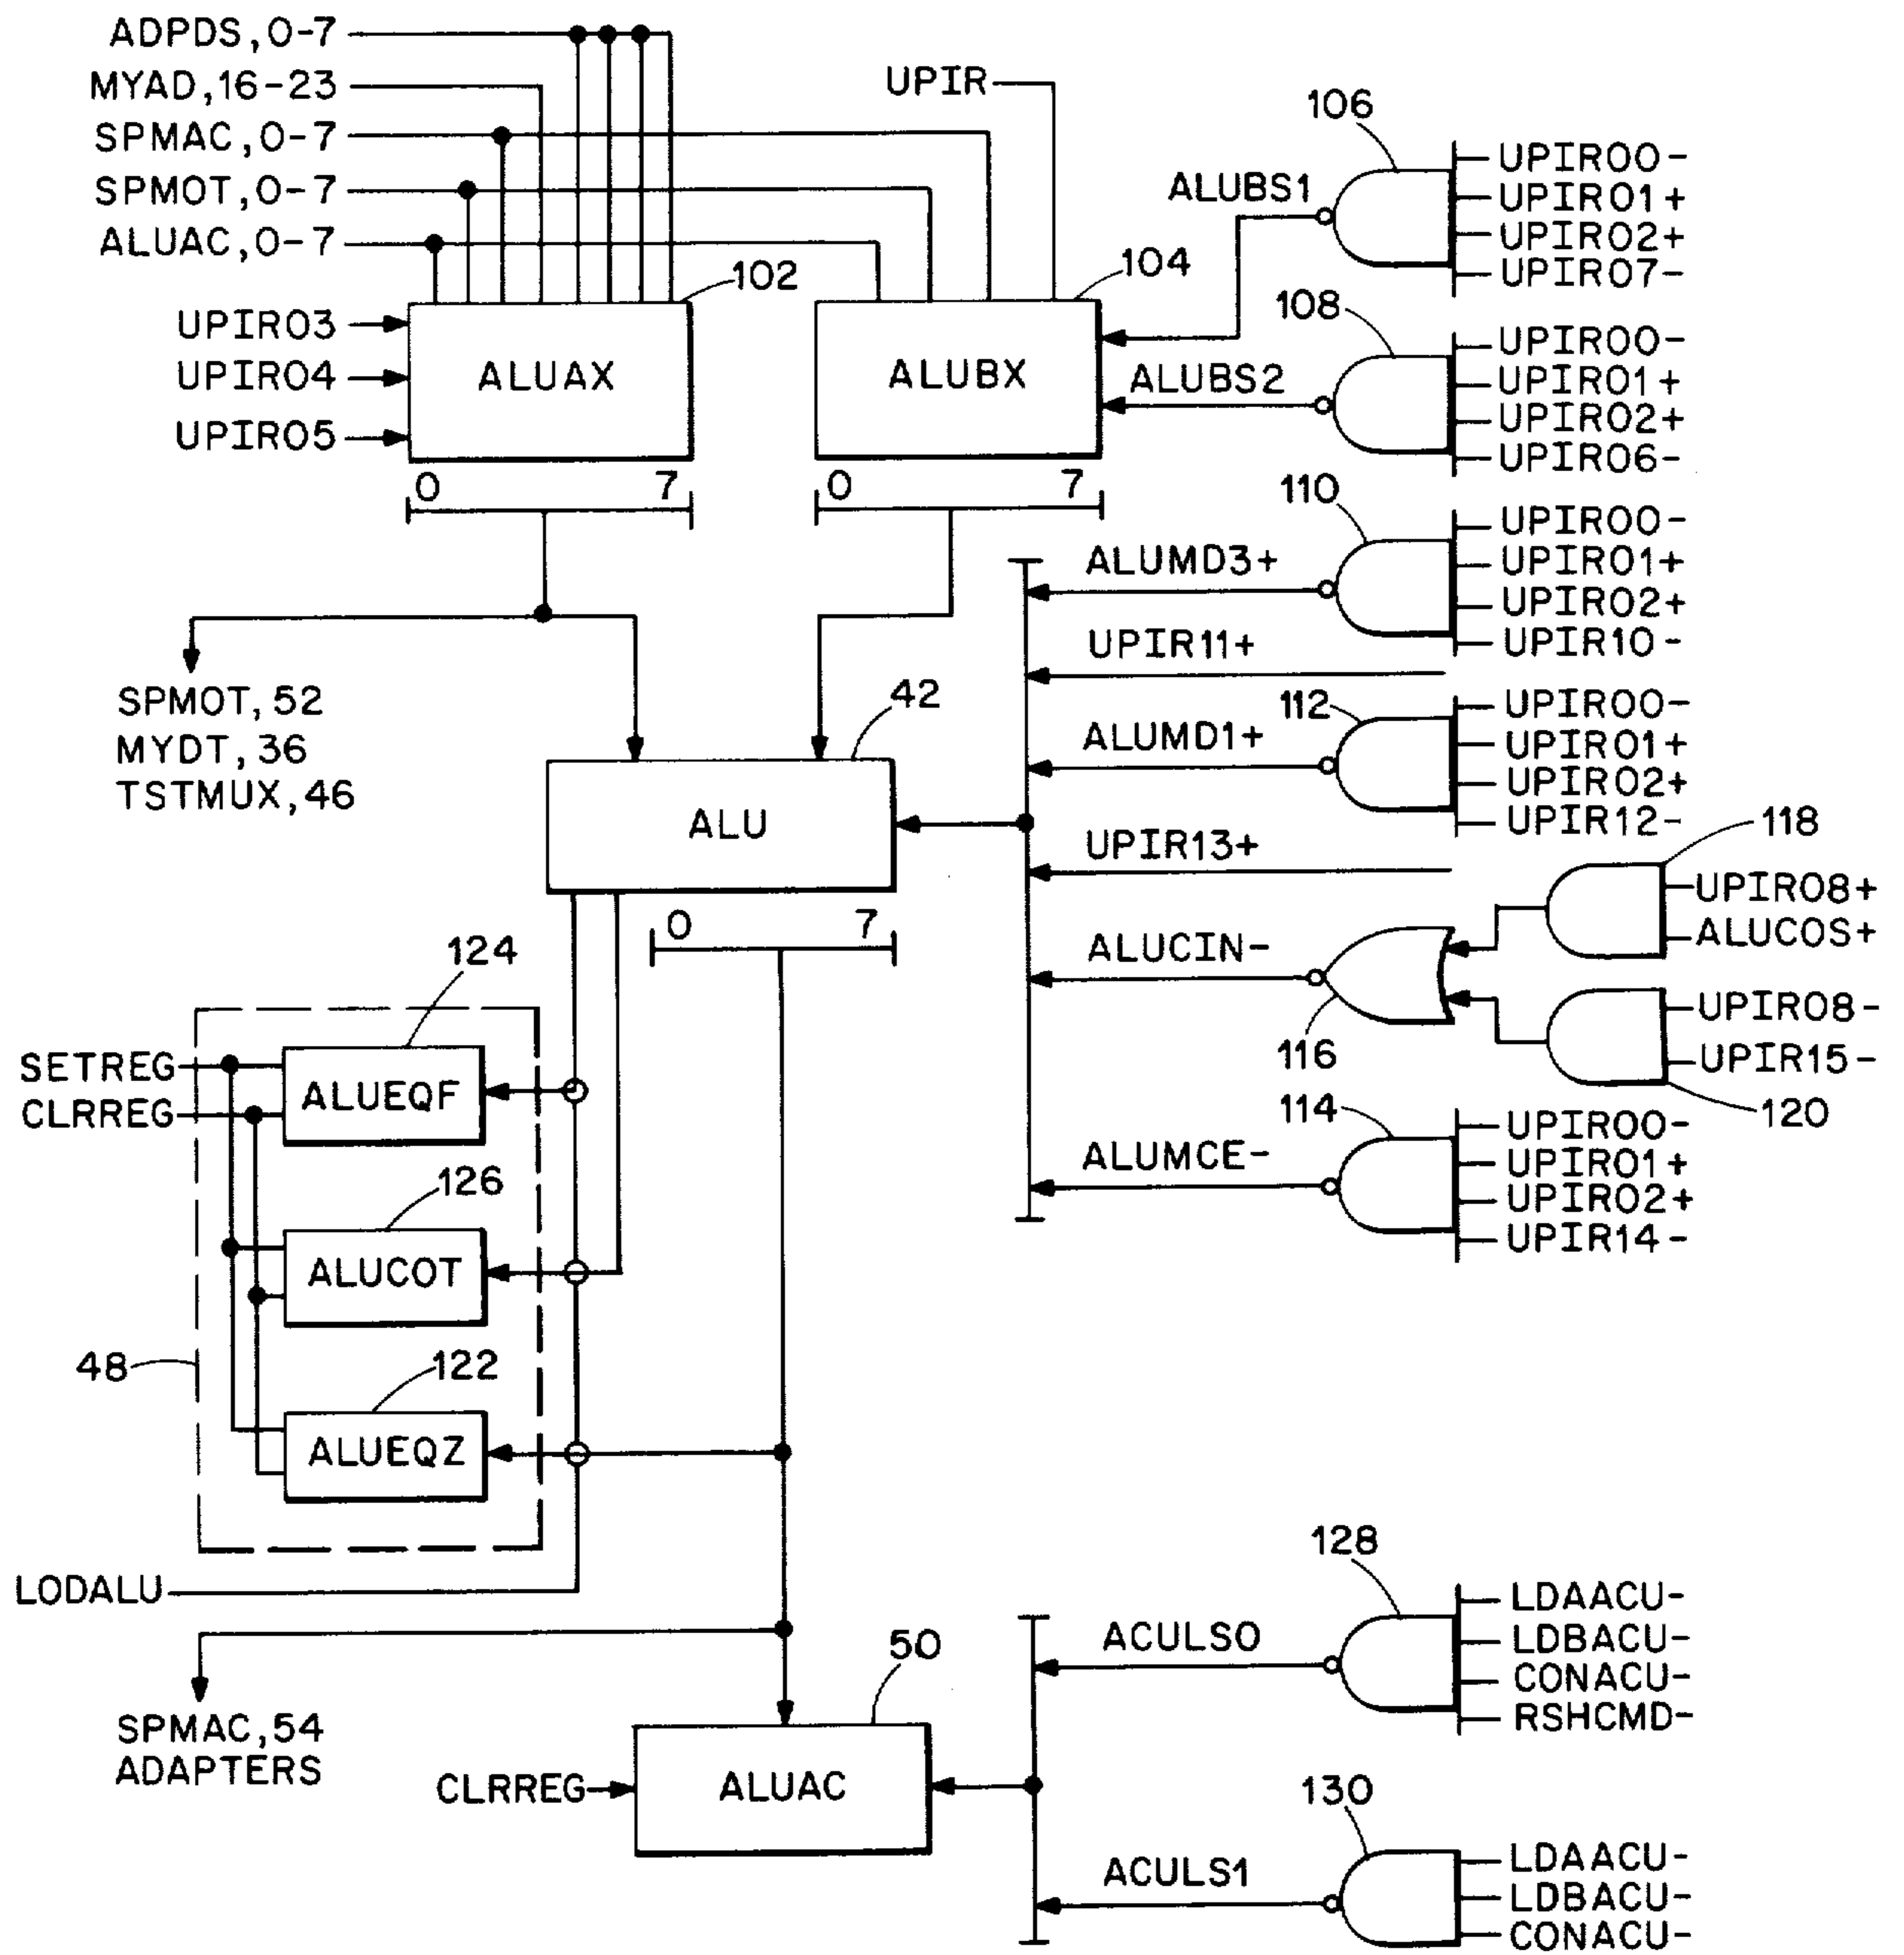 ADPDS,0-7
MYAD,16-23
SPMAC,0-7
SPMOT,0-7
ALUAC,0-7
UPIR
UPIR03
UPIR04
UPIR05
102
ALUAX
104
ALUBX
ALUBS1
106
UPIR00-
UPIR01+
UPIR02+
UPIR07-
ALUBS2
108
UPIR00-
UPIR01+
UPIR02+
UPIR06-
0 7
0 7
ALUMD3+
110
UPIR00-
UPIR01+
UPIR02+
UPIR10-
UPIR11+
SPMOT,52
MYDT,36
TSTMUX,46
42
ALU
ALUMD1+
112
UPIR00-
UPIR01+
UPIR02+
UPIR12-
UPIR13+
118
UPIR08+
ALUCOS+
ALUCIN-
116
UPIR08-
UPIR15-
120
0 7
ALUMCE-
114
UPIR00-
UPIR01+
UPIR02+
UPIR14-
124
SETREG
CLRREG
ALUEQF
126
ALUCOT
48
122
ALUEQZ
LODALU
SPMAC,54
ADAPTERS
50
CLRREG
ALUAC
ACULS0
128
LDAACU-
LDBACU-
CONACU-
RSHCMD-
ACULS1
130
LDAACU-
LDBACU-
CONACU-